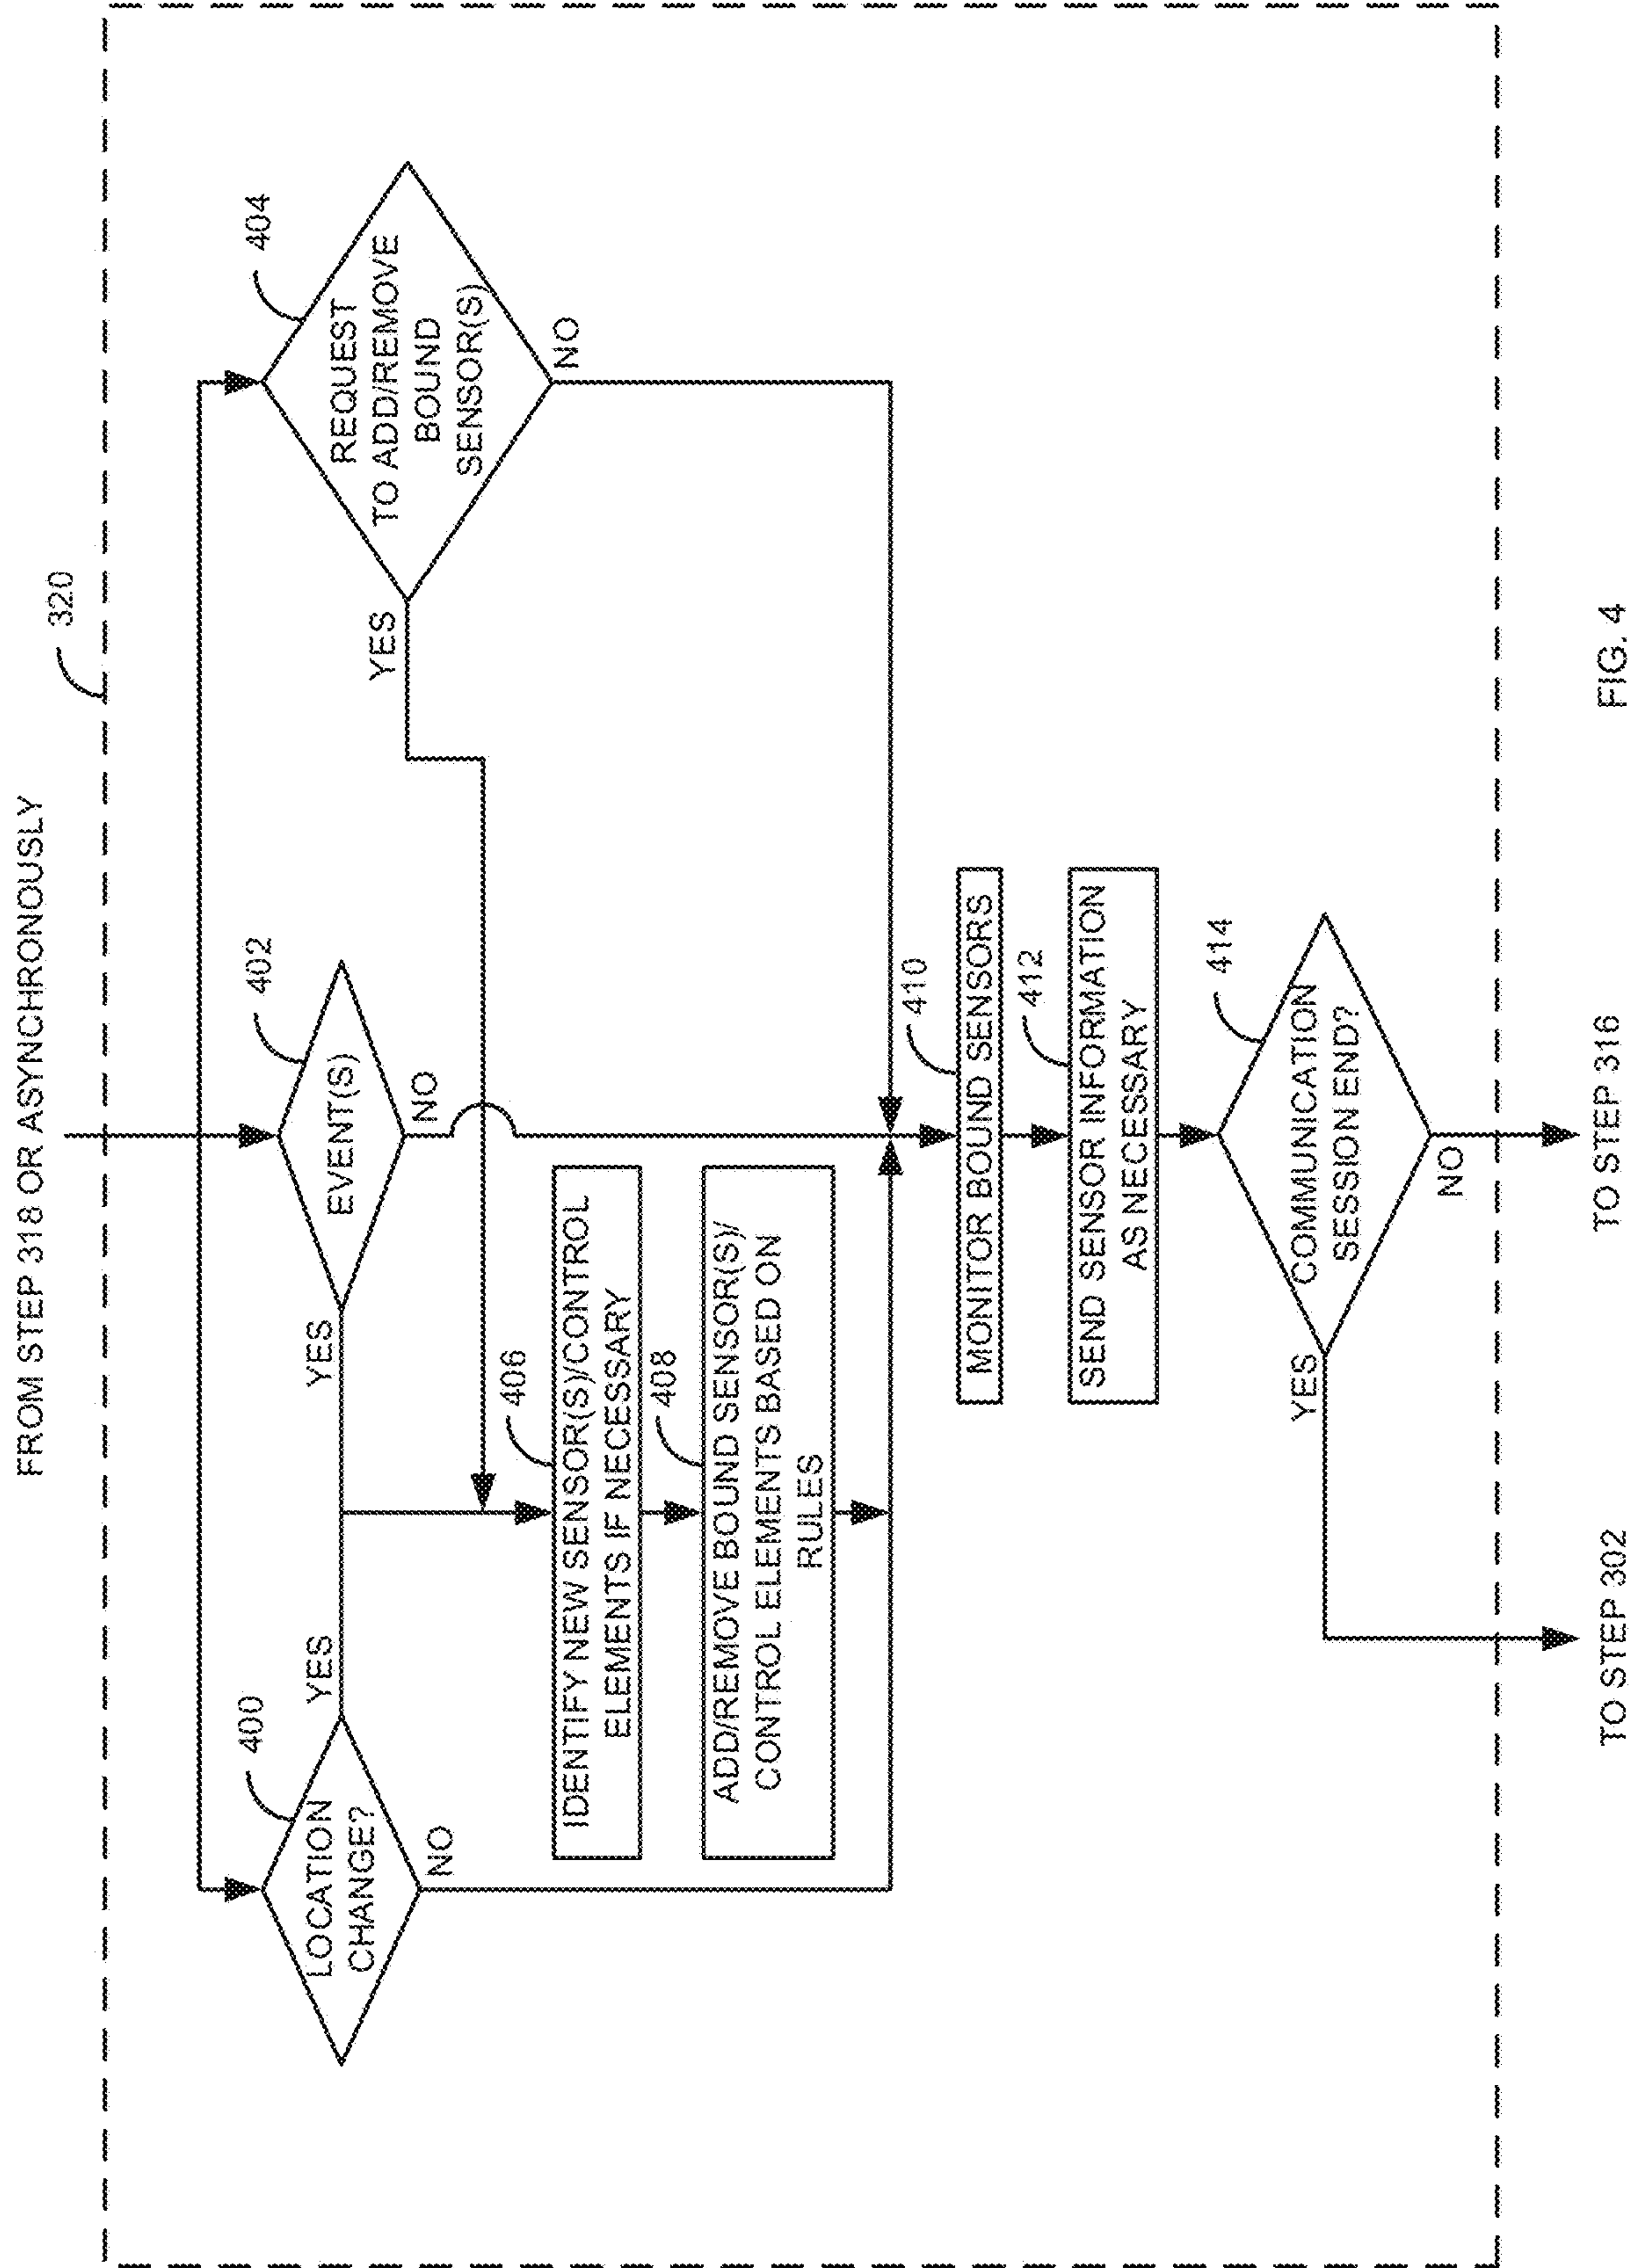 FROM STEP 318 OR ASYNCHRONOUSLY
320
400
LOCATION
CHANGE?
YES
NO
402
EVENT(S)
YES
NO
404
REQUEST
TO ADD/REMOVE
BOUND
SENSOR(S)
YES
NO
406
IDENTIFY NEW SENSOR(S)/CONTROL
ELEMENTS IF NECESSARY
408
ADD/REMOVE BOUND SENSOR(S)/
CONTROL ELEMENTS BASED ON
RULES
410
MONITOR BOUND SENSORS
412
SEND SENSOR INFORMATION
AS NECESSARY
414
COMMUNICATION
SESSION END?
YES
NO
TO STEP 302
TO STEP 316
FIG. 4